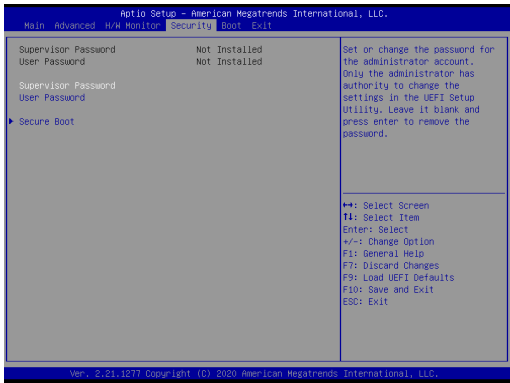 Aptio Setup – American Megatrends International, LLC.
Main Advanced H/W Monitor Security Boot Exit
Supervisor Password Not Installed
User Password Not Installed
Supervisor Password
User Password
Secure Boot
Set or change the password for
the administrator account.
Only the administrator has
authority to change the
settings in the UEFI Setup
Utility. Leave it blank and
press enter to remove the
password.
↔: Select Screen
↑↓: Select Item
Enter: Select
+/-: Change Option
F1: General Help
F7: Discard Changes
F9: Load UEFI Defaults
F10: Save and Exit
ESC: Exit
Ver. 2.21.1277 Copyright (C) 2020 American Megatrends International, LLC.